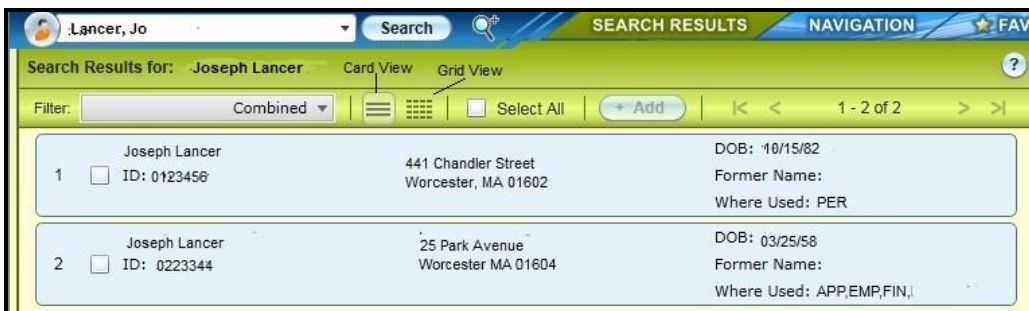 Lancer, Jo Search SEARCH RESULTS NAVIGATION FAV
Search Results for: Joseph Lancer Card View Grid View ?
Filter: Combined Select All + Add 1 - 2 of 2
Joseph Lancer
1 ID: 0123456
441 Chandler Street
Worcester, MA 01602
DOB: 10/15/82
Former Name:
Where Used: PER
Joseph Lancer
2 ID: 0223344
25 Park Avenue
Worcester MA 01604
DOB: 03/25/58
Former Name:
Where Used: APP,EMP,FIN,